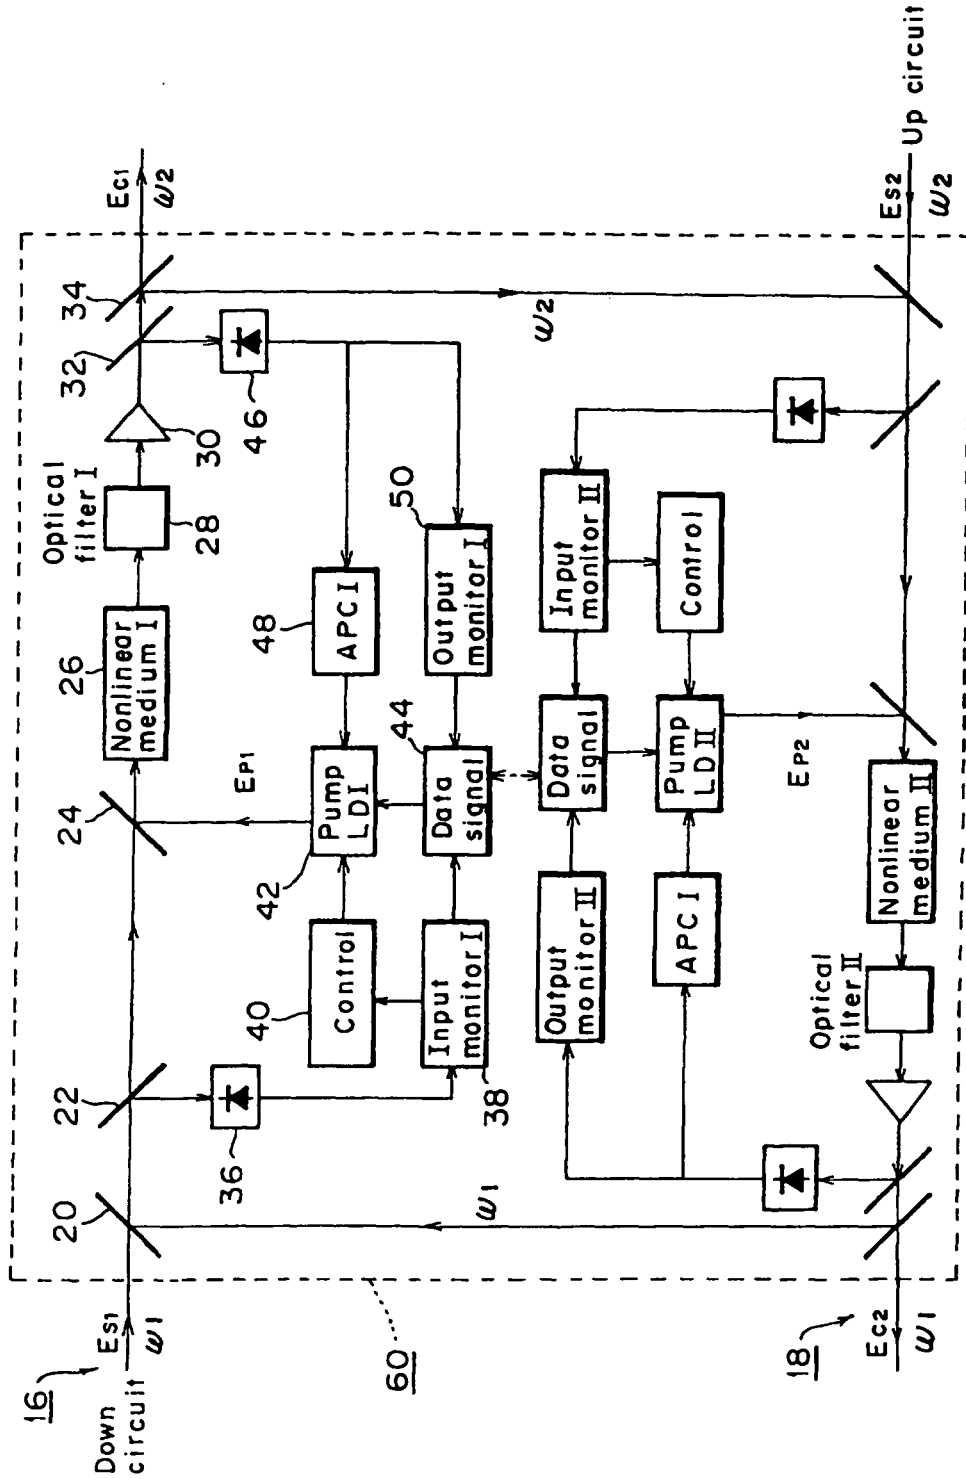 16
Down
circuit
Es1
ω1
20
22
24
26
Nonlinear
medium I
Optical
filter I
28
30
32
34
Ec1
ω2
36
46
40
Control
42
Pump
LDI
EP1
48
APC I
38
Input
monitor I
44
Data
signal
50
Output
monitor I
ω1
ω2
60
Output
monitor II
Data
signal
Input
monitor II
APC I
Pump
LD II
Control
EP2
18
Ec2
ω1
Optical
filter II
Nonlinear
medium II
Es2
ω2
Up circuit